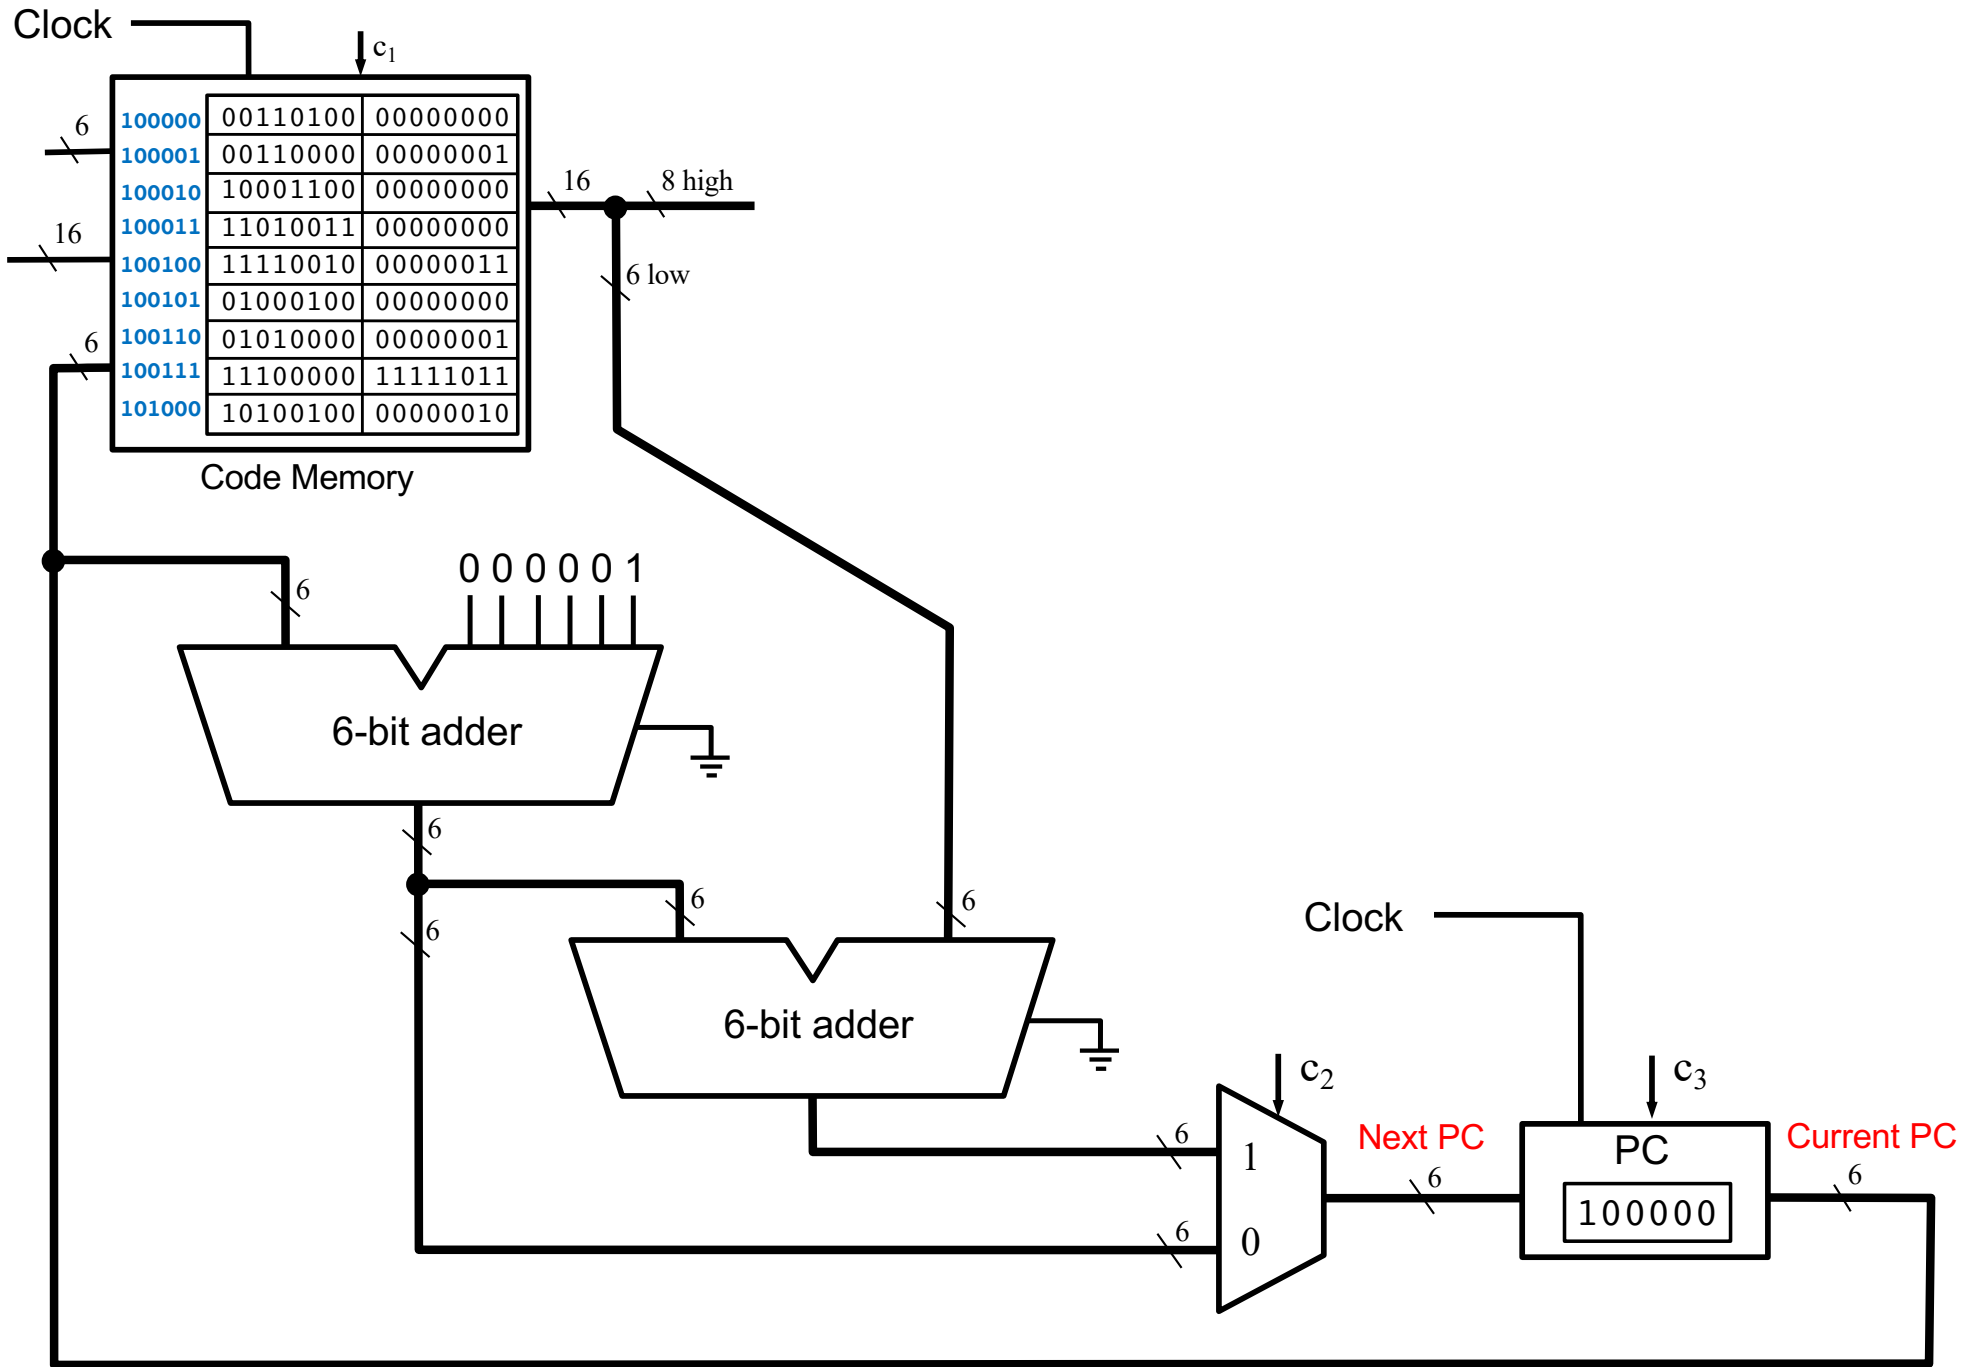 Clock
c1
100000 00110100 00000000
6
100001 00110000 00000001
100010 10001100 00000000
16
8 high
100011 11010011 00000000
16
100100 11110010 00000011
6 low
100101 01000100 00000000
100110 01010000 00000001
6
100111 11100000 11111011
101000 10100100 00000010
Code Memory
0 0 0 0 0 1
6
6-bit adder
6
6
6
6
Clock
6-bit adder
c2
c3
6
1
Next PC
PC
Current PC
6
6
100000
6
0